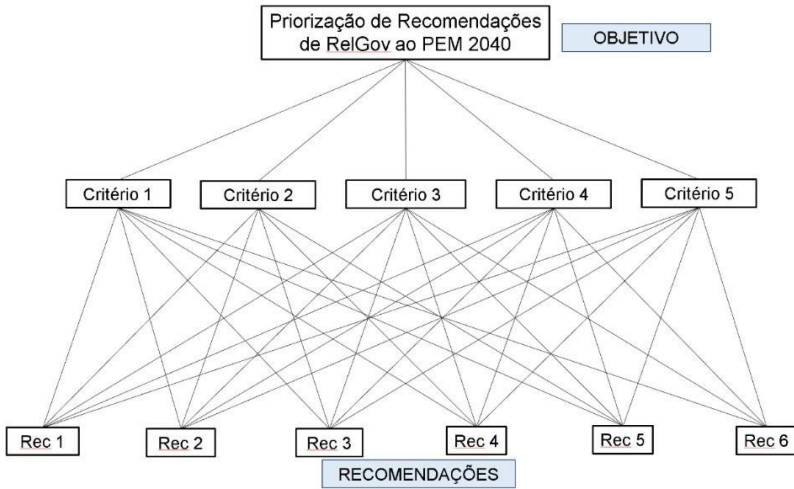 Priorização de Recomendações
de RelGov ao PEM 2040
OBJETIVO
Critério 1
Critério 2
Critério 3
Critério 4
Critério 5
Rec 1
Rec 2
Rec 3
Rec 4
Rec 5
Rec 6
RECOMENDAÇÕES